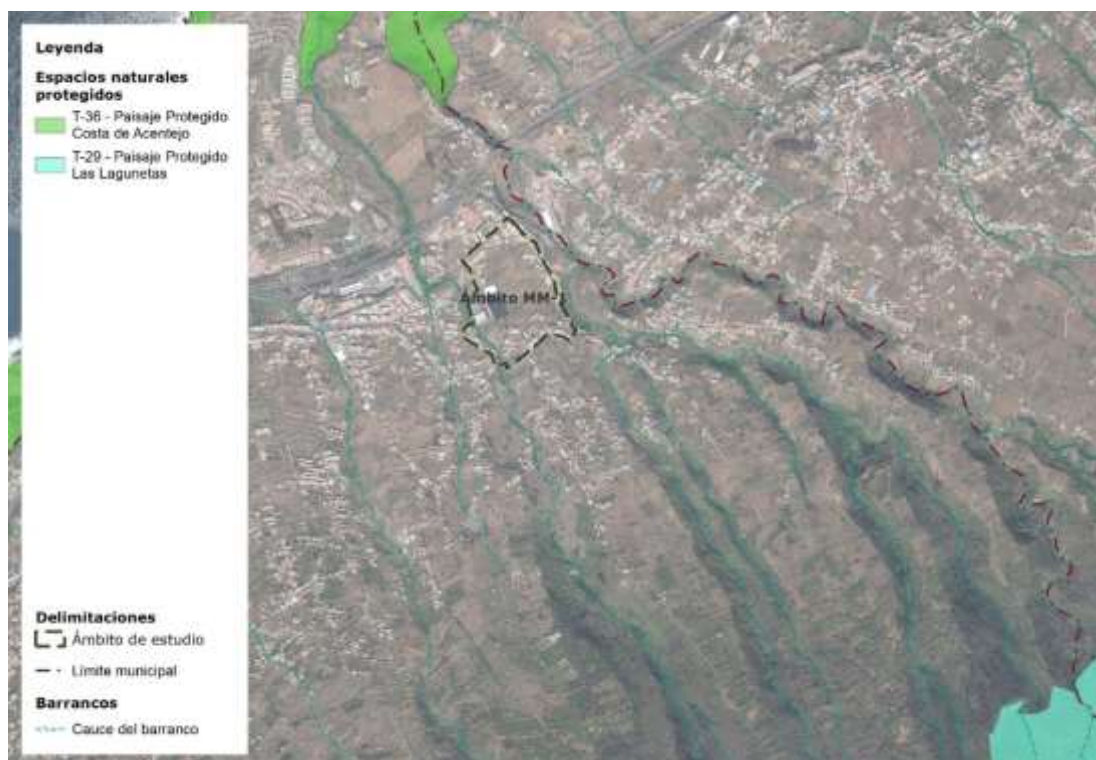 Leyenda
Espacios naturales
protegidos
T-36 - Paisaje Protegido
Costa de Acentejo
T-29 - Paisaje Protegido
Las Lagunetas
Ámbito MM-1
Delimitaciones
Ámbito de estudio
Límite municipal
Barrancos
Cauce del barranco